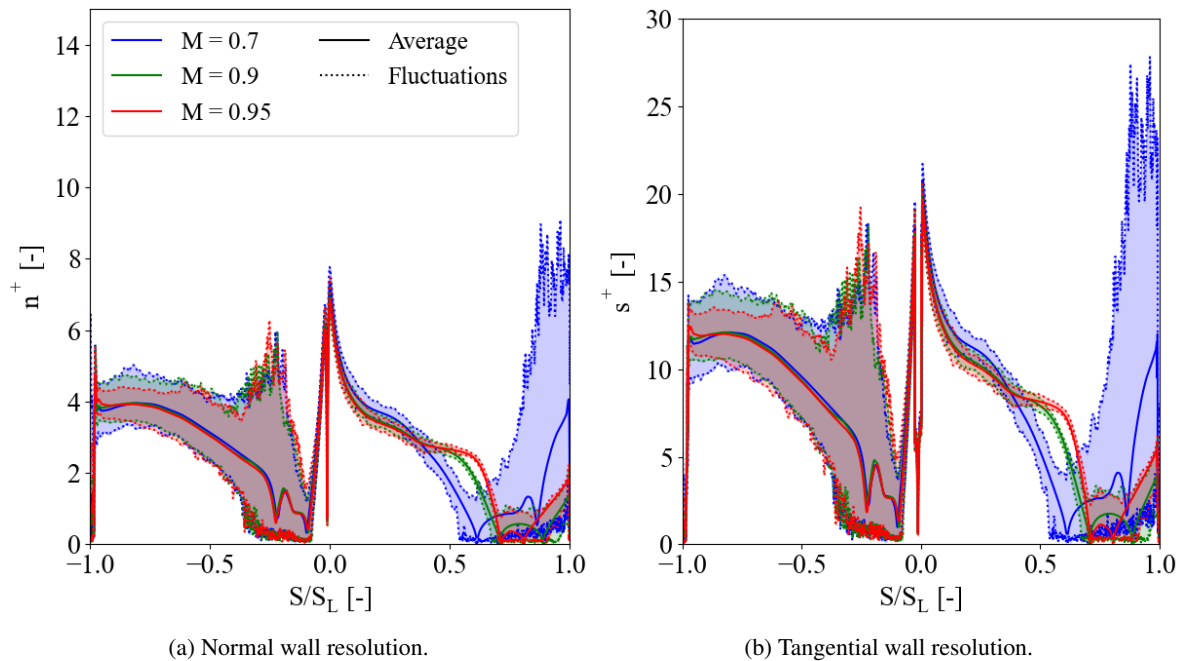 14
12
10
8
6
4
2
0
n+ [-]
M = 0.7
M = 0.9
M = 0.95
Average
Fluctuations
−1.0 −0.5 0.0 0.5 1.0
S/S_L [-]
(a) Normal wall resolution.
30
25
20
15
10
5
0
s+ [-]
−1.0 −0.5 0.0 0.5 1.0
S/S_L [-]
(b) Tangential wall resolution.